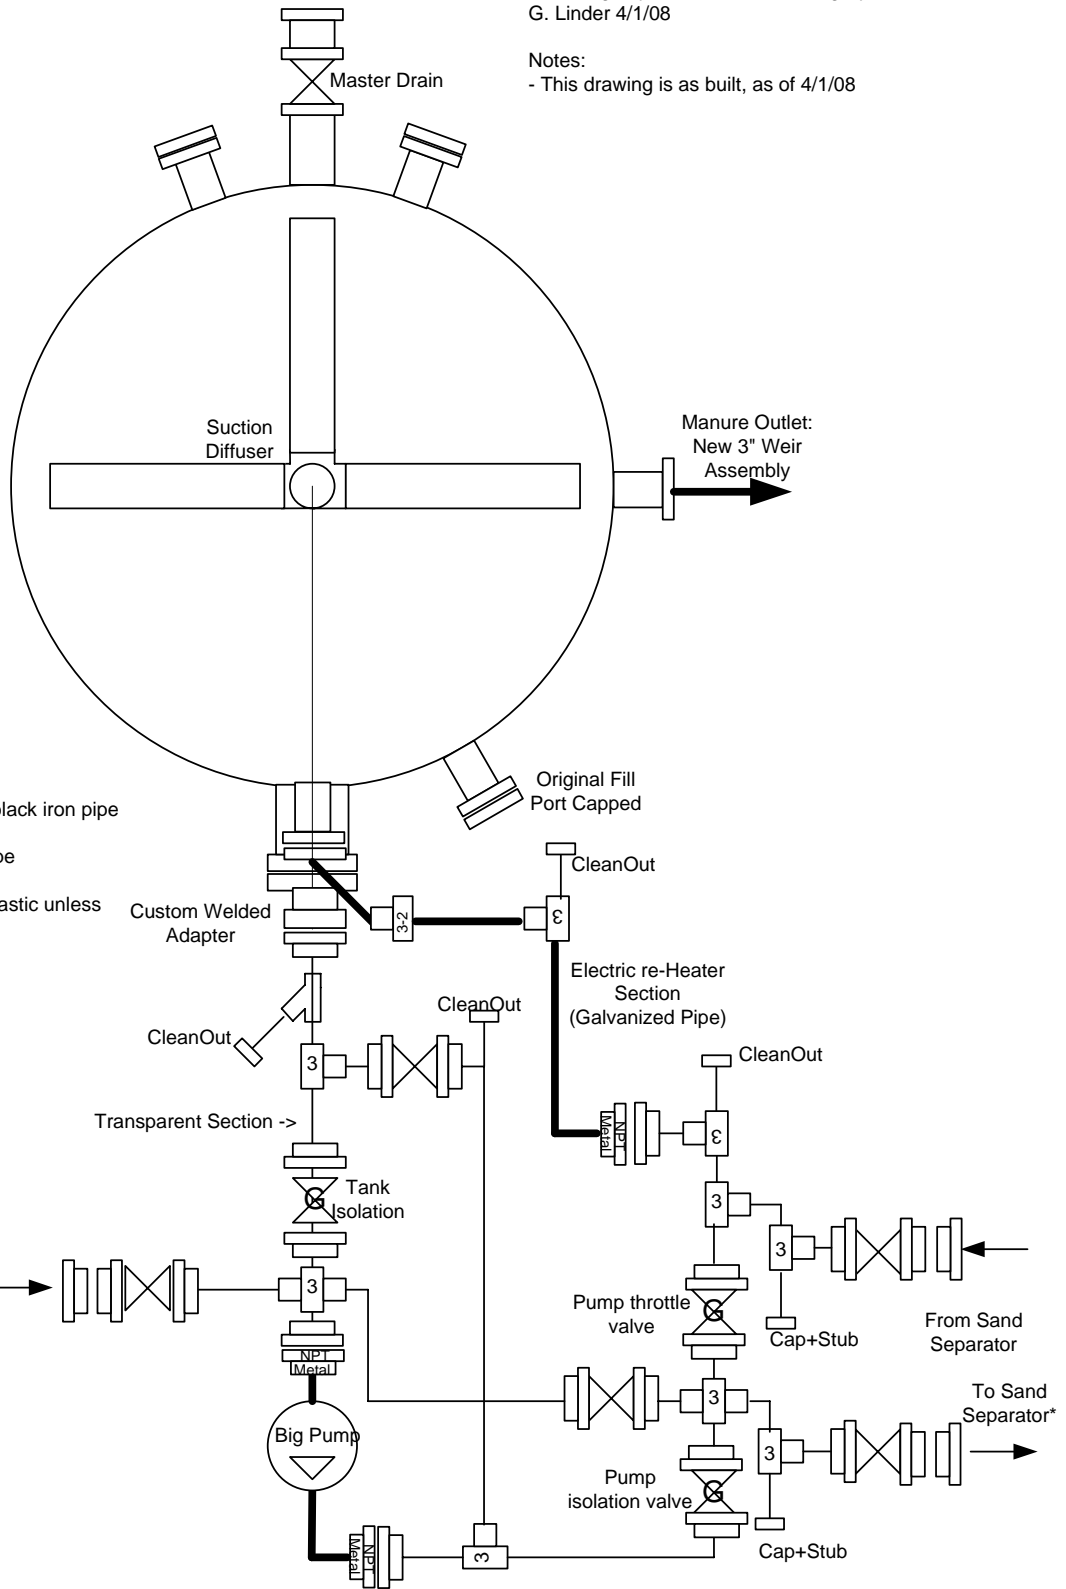 G. Linder 4/1/08
Notes:
- This drawing is as built, as of 4/1/08
Master Drain
Suction
Diffuser
Manure Outlet:
New 3" Weir
Assembly
Original Fill
Port Capped
black iron pipe
unless
Custom Welded
Adapter
3-2
CleanOut
3
Electric re-Heater
Section
(Galvanized Pipe)
CleanOut
CleanOut
CleanOut
3
Transparent Section ->
NPT
Metal
3
G
Tank
Isolation
3
3
3
Pump throttle
valve
G
Cap+Stub
From Sand
Separator
NPT
Metal
To Sand
Separator*
3
3
Big Pump
Pump
isolation valve
G
Cap+Stub
NPT
Metal
3